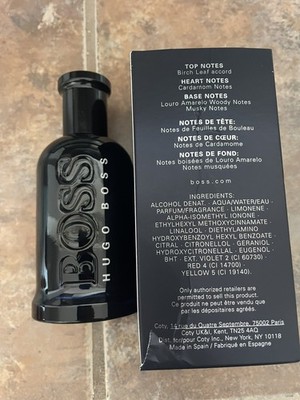 BOSS
HUGO BOSS
TOP NOTES
Birch Leaf accord
HEART NOTES
Cardamom Notes
BASE NOTES
Louro Amarelo Woody Notes
Musky Notes
NOTES DE TÊTE:
Notes de Feuilles de Bouleau
NOTES DE CŒUR:
Notes de Cardamome
NOTES DE FOND:
Notes boisées de Louro Amarelo
Notes musquées
boss.com
INGREDIENTS:
ALCOHOL DENAT. · AQUA/WATER/EAU ·
PARFUM/FRAGRANCE · LIMONENE ·
ALPHA-ISOMETHYL IONONE ·
ETHYLHEXYL METHOXYCINNAMATE ·
LINALOOL · DIETHYLAMINO
HYDROXYBENZOYL HEXYL BENZOATE ·
CITRAL · CITRONELLOL · GERANIOL ·
HYDROXYCITRONELLAL · EUGENOL ·
BHT · EXT. VIOLET 2 (CI 60730) ·
RED 4 (CI 14700) ·
YELLOW 5 (CI 19140).
Only authorized retailers are
permitted to sell this product.
Ce produit ne peut être vendu
que par les dépositaires agréés.
Coty, 14 rue du Quatre Septembre, 75002 Paris
Coty UK&I, Kent, TN25 4AQ
Dist. for/pour Coty Inc., New York, NY 10118
Made in Spain / Fabriqué en Espagne